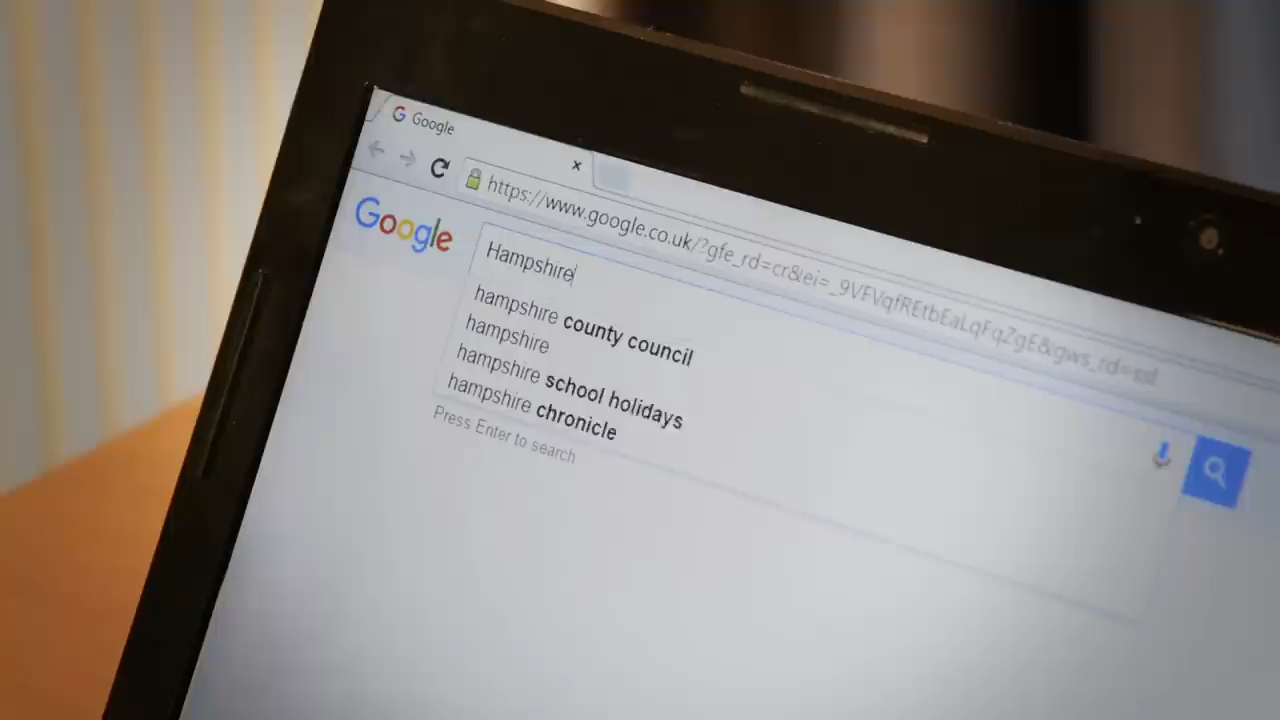 Google
https://www.google.co.uk/?gfe_rd=cr&ei=_9VFVqfREtbEaLqFqZgE&gws_rd=ssl
Google
Hampshire
hampshire county council
hampshire
hampshire school holidays
hampshire chronicle
Press Enter to search